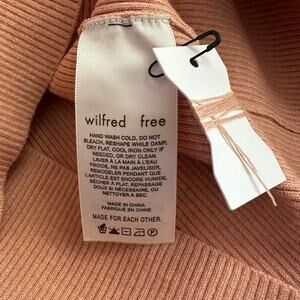 wilfred free
HAND WASH COLD, DO NOT
BLEACH, RESHAPE WHILE DAMP,
DRY FLAT, COOL IRON ONLY IF
NEEDED, OR DRY CLEAN.
LAVER À LA MAIN À L'EAU
FROIDE, PAS DE JAVELLISANT,
REMODELER PENDANT QUE
L'ARTICLE EST ENCORE HUMIDE,
SÉCHER À PLAT, REPASSAGE
DOUX SI NÉCESSAIRE, OU
NETTOYER À SEC.
MADE IN CHINA
FABRIQUÉ EN CHINE
MADE FOR EACH OTHER.
P